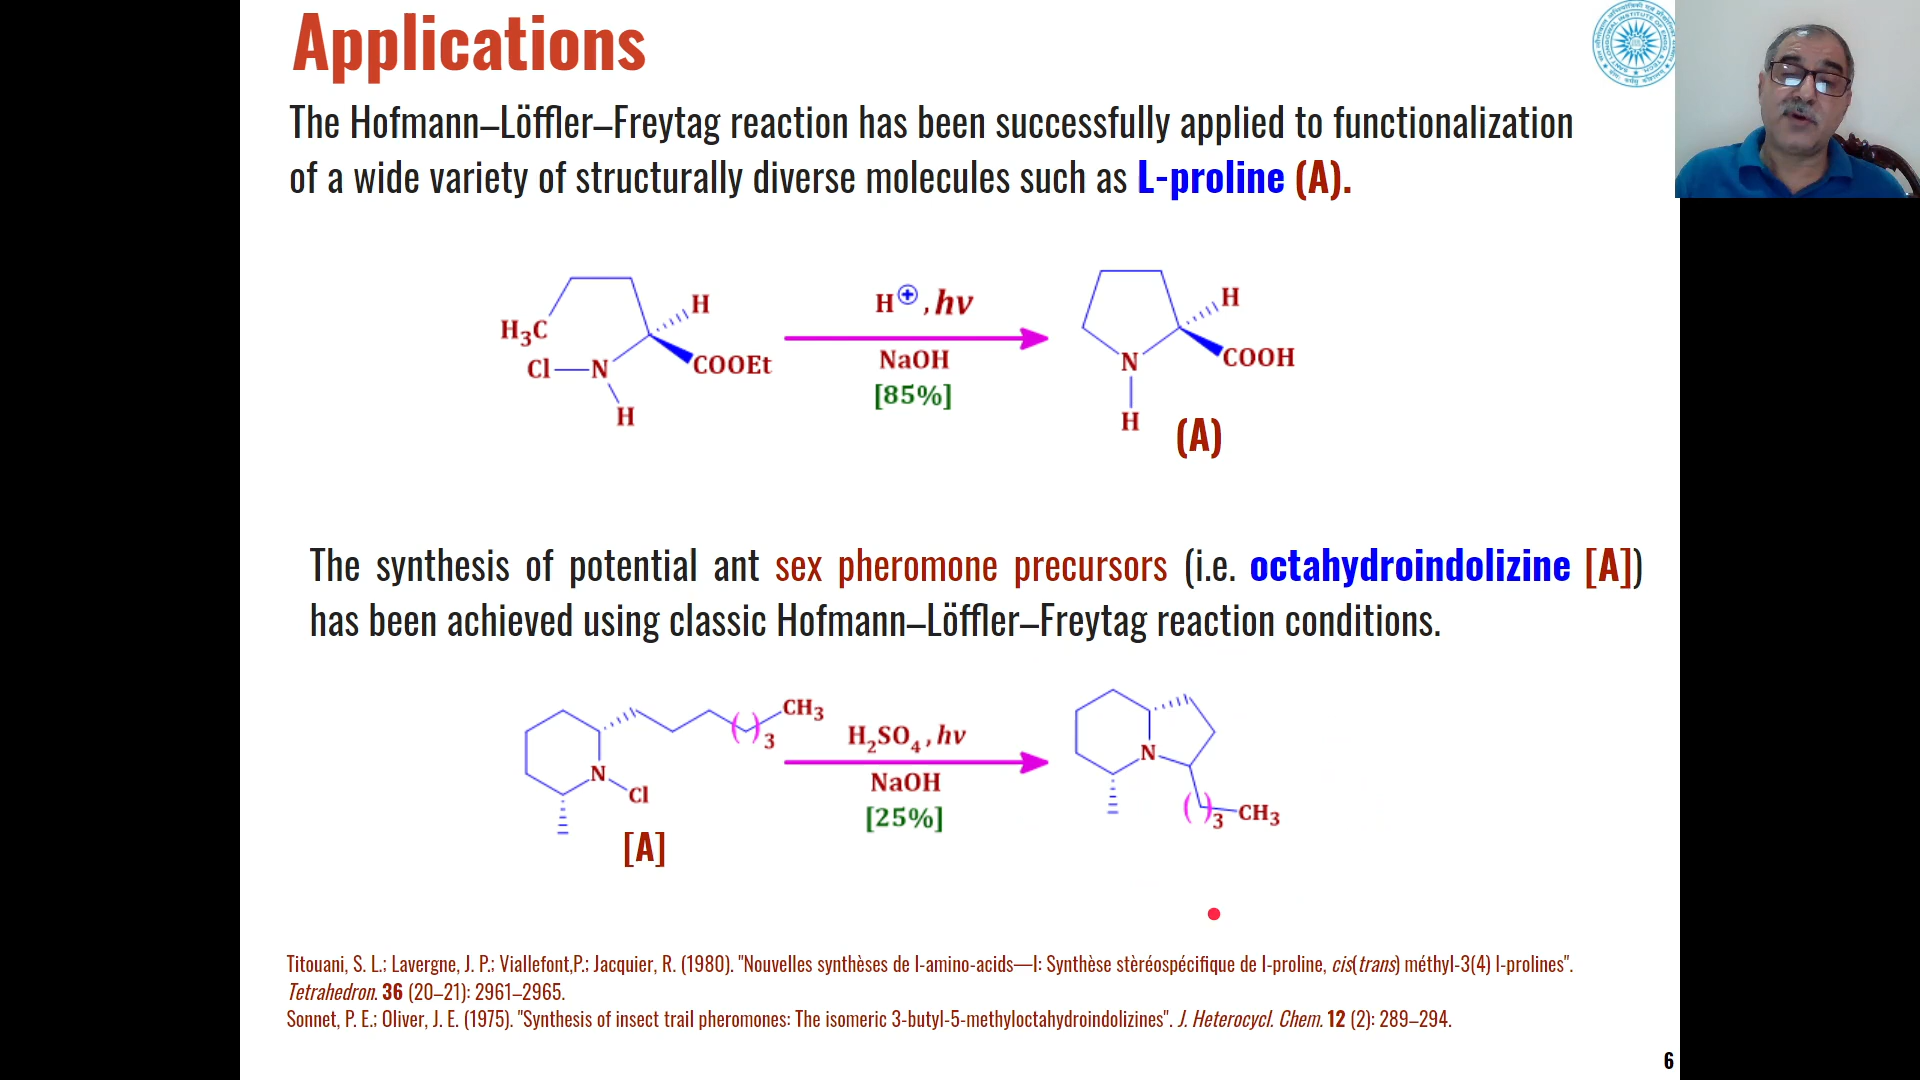 Applications
The Hofmann–Löffler–Freytag reaction has been successfully applied to functionalization
of a wide variety of structurally diverse molecules such as L-proline (A).
H₃C
Cl—N
H
H
COOEt
H⊕, hν
NaOH
[85%]
H
COOH
N
H
(A)
The synthesis of potential ant sex pheromone precursors (i.e. octahydroindolizine [A])
has been achieved using classic Hofmann–Löffler–Freytag reaction conditions.
N
Cl
( )₃
CH₃
[A]
H₂SO₄, hν
NaOH
[25%]
N
( )₃ CH₃
Titouani, S. L.; Lavergne, J. P.; Viallefont,P.; Jacquier, R. (1980). "Nouvelles synthèses de l-amino-acids—I: Synthèse stèréospécifique de l-proline, cis(trans) méthyl-3(4) l-prolines".
Tetrahedron. 36 (20–21): 2961–2965.
Sonnet, P. E.; Oliver, J. E. (1975). "Synthesis of insect trail pheromones: The isomeric 3-butyl-5-methyloctahydroindolizines". J. Heterocycl. Chem. 12 (2): 289–294.
6